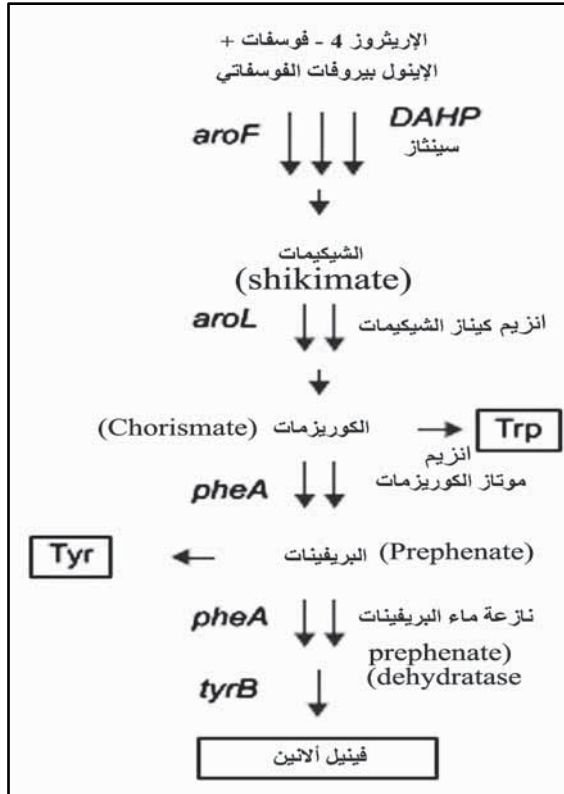 الإريثروز 4 - فوسفات +
الإينول بيروفات الفوسفاتي
aroF
DAHP
سينثاز
الشيكيمات
(shikimate)
aroL
انزيم كيناز الشيكيمات
الكوريزمات (Chorismate)
Trp
انزيم
موتاز الكوريزمات
pheA
Tyr
البريفينات (Prephenate)
pheA
نازعة ماء البريفينات
prephenate)
(dehydratase
tyrB
فينيل ألانين